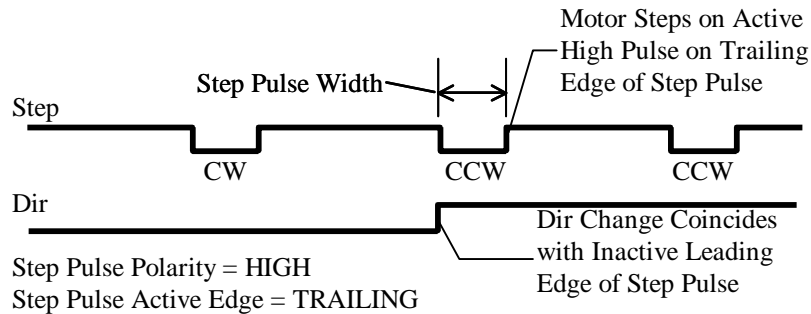 Motor Steps on Active
High Pulse on Trailing
Edge of Step Pulse
Step Pulse Width
Step
CW
CCW
CCW
Dir
Dir Change Coincides
with Inactive Leading
Edge of Step Pulse
Step Pulse Polarity = HIGH
Step Pulse Active Edge = TRAILING